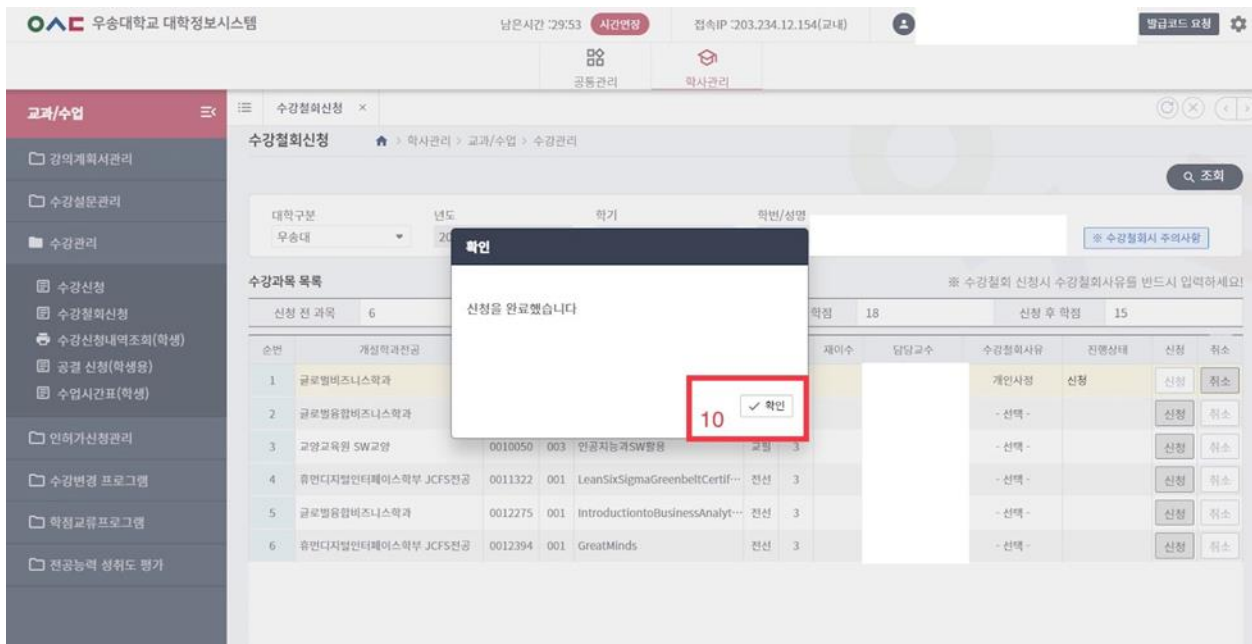 우송대학교 대학정보시스템
남은시간 :29:53 시간연장 접속IP :203.234.12.154(교내) 발급코드 요청
공통관리 학사관리
교과/수업
강의계획서관리
수강설문관리
수강관리
수강신청
수강철회신청
수강신청내역조회(학생)
공결 신청(학생용)
수업시간표(학생)
인허가신청관리
수강변경 프로그램
학점교류프로그램
전공능력 성취도 평가
수강철회신청 ×
수강철회신청 > 학사관리 > 교과/수업 > 수강관리
조회
대학구분 년도 학기 학번/성명
우송대 20 ※ 수강철회시 주의사항
수강과목 목록 ※ 수강철회 신청시 수강철회사유를 반드시 입력하세요!
신청 전 과목 6 학점 18 신청 후 학점 15
순번 개설학과전공 재이수 담당교수 수강철회사유 진행상태 신청 취소
1 글로벌비즈니스학과 개인사정 신청 신청 취소
2 글로벌융합비즈니스학과 - 선택 - 신청 취소
3 교양교육원 SW교양 0010050 003 인공지능과SW활용 교필 3 - 선택 - 신청 취소
4 휴먼디지털인터페이스학부 JCFS전공 0011322 001 LeanSixSigmaGreenbeltCertif··· 전선 3 - 선택 - 신청 취소
5 글로벌융합비즈니스학과 0012275 001 IntroductiontoBusinessAnalyt··· 전선 3 - 선택 - 신청 취소
6 휴먼디지털인터페이스학부 JCFS전공 0012394 001 GreatMinds 전선 3 - 선택 - 신청 취소
확인
신청을 완료했습니다
10 확인